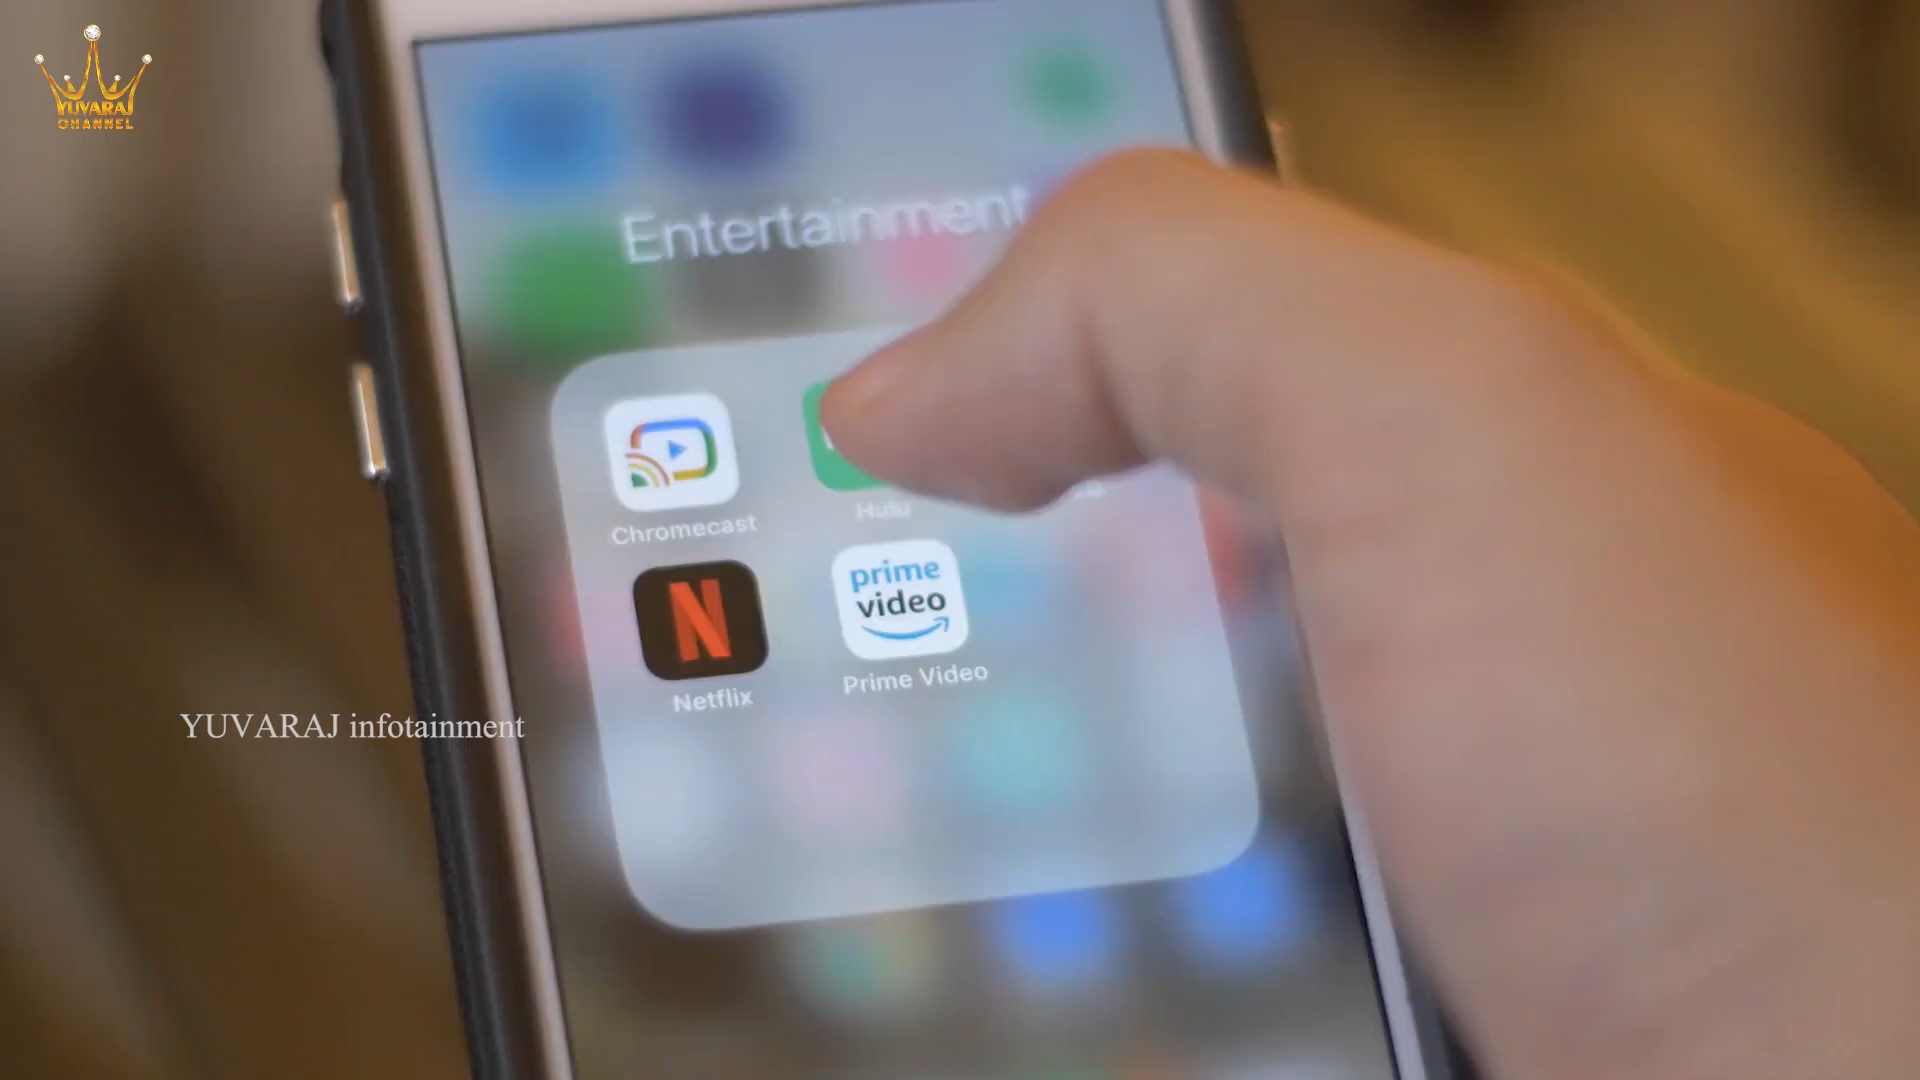 YUVARAJ
CHANNEL
Entertainment
Chromecast
Hulu
prime
video
N
Netflix
Prime Video
YUVARAJ infotainment